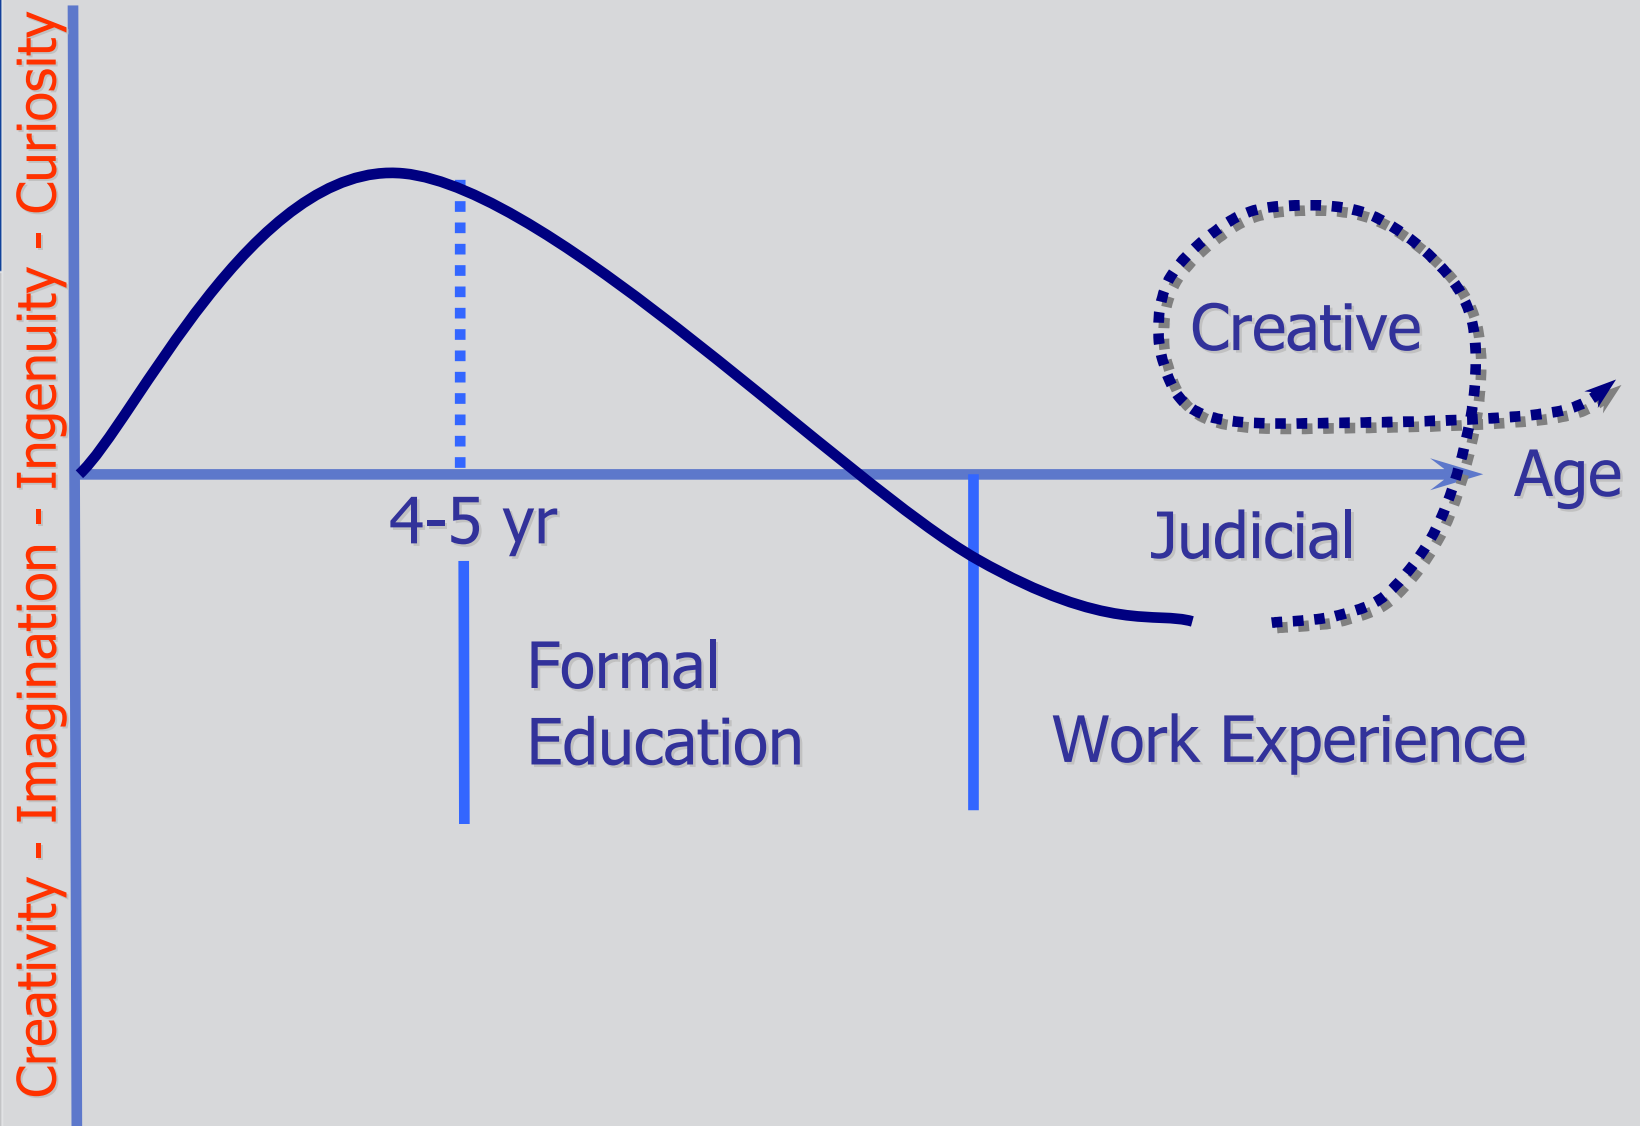 Creativity - Imagination - Ingenuity - Curiosity
Creative
Age
4-5 yr
Judicial
Formal
Education
Work Experience